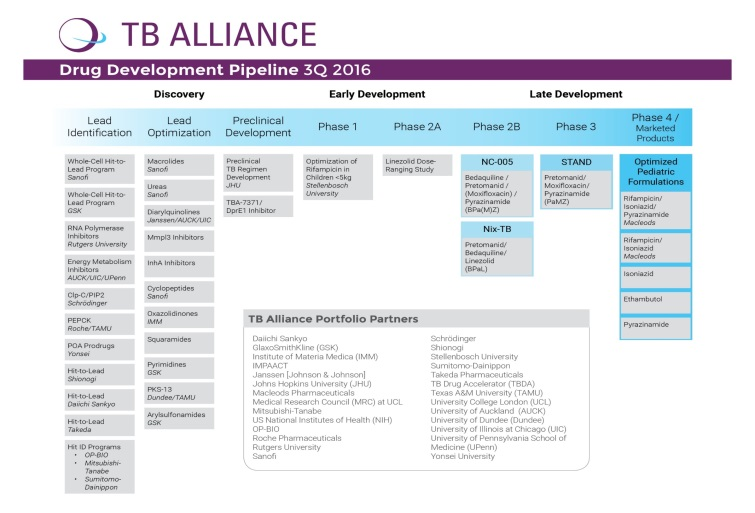 TB ALLIANCE
Drug Development Pipeline 3Q 2016
Discovery
Early Development
Late Development
Lead
Identification
Lead
Optimization
Preclinical
Development
Phase 1
Phase 2A
Phase 2B
Phase 3
Phase 4 /
Marketed
Products
Whole-Cell Hit-to-
Lead Program
Sanofi
Whole-Cell Hit-to-
Lead Program
GSK
RNA Polymerase
Inhibitors
Rutgers University
Energy Metabolism
Inhibitors
AUCK/UIC/UPenn
Clp-C/PIP2
Schrödinger
PEPCK
Roche/TAMU
POA Prodrugs
Yonsei
Hit-to-Lead
Shionogi
Hit-to-Lead
Daiichi Sankyo
Hit-to-Lead
Takeda
Hit ID Programs
• OP-BIO
• Mitsubishi-
Tanabe
• Sumitomo-
Dainippon
Macrolides
Sanofi
Ureas
Sanofi
Diarylquinolines
Janssen/AUCK/UIC
Mmpl3 Inhibitors
InhA Inhibitors
Cyclopeptides
Sanofi
Oxazolidinones
IMM
Squaramides
Pyrimidines
GSK
PKS-13
Dundee/TAMU
Arylsulfonamides
GSK
Preclinical
TB Regimen
Development
JHU
TBA-7371/
DprE1 Inhibitor
Optimization of
Rifampicin in
Children <5kg
Stellenbosch
University
Linezolid Dose-
Ranging Study
NC-005
Bedaquiline /
Pretomanid /
(Moxifloxacin) /
Pyrazinamide
(BPa(M)Z)
Nix-TB
Pretomanid/
Bedaquiline/
Linezolid
(BPaL)
STAND
Pretomanid/
Moxifloxacin/
Pyrazinamide
(PaMZ)
Optimized
Pediatric
Formulations
Rifampicin/
Isoniazid/
Pyrazinamide
Macleods
Rifampicin/
Isoniazid
Macleods
Isoniazid
Ethambutol
Pyrazinamide
TB Alliance Portfolio Partners
Daiichi Sankyo
GlaxoSmithKline (GSK)
Institute of Materia Medica (IMM)
IMPAACT
Janssen [Johnson & Johnson]
Johns Hopkins University (JHU)
Macleods Pharmaceuticals
Medical Research Council (MRC) at UCL
Mitsubishi-Tanabe
US National Institutes of Health (NIH)
OP-BIO
Roche Pharmaceuticals
Rutgers University
Sanofi
Schrödinger
Shionogi
Stellenbosch University
Sumitomo-Dainippon
Takeda Pharmaceuticals
TB Drug Accelerator (TBDA)
Texas A&M University (TAMU)
University College London (UCL)
University of Auckland (AUCK)
University of Dundee (Dundee)
University of Illinois at Chicago (UIC)
University of Pennsylvania School of
Medicine (UPenn)
Yonsei University